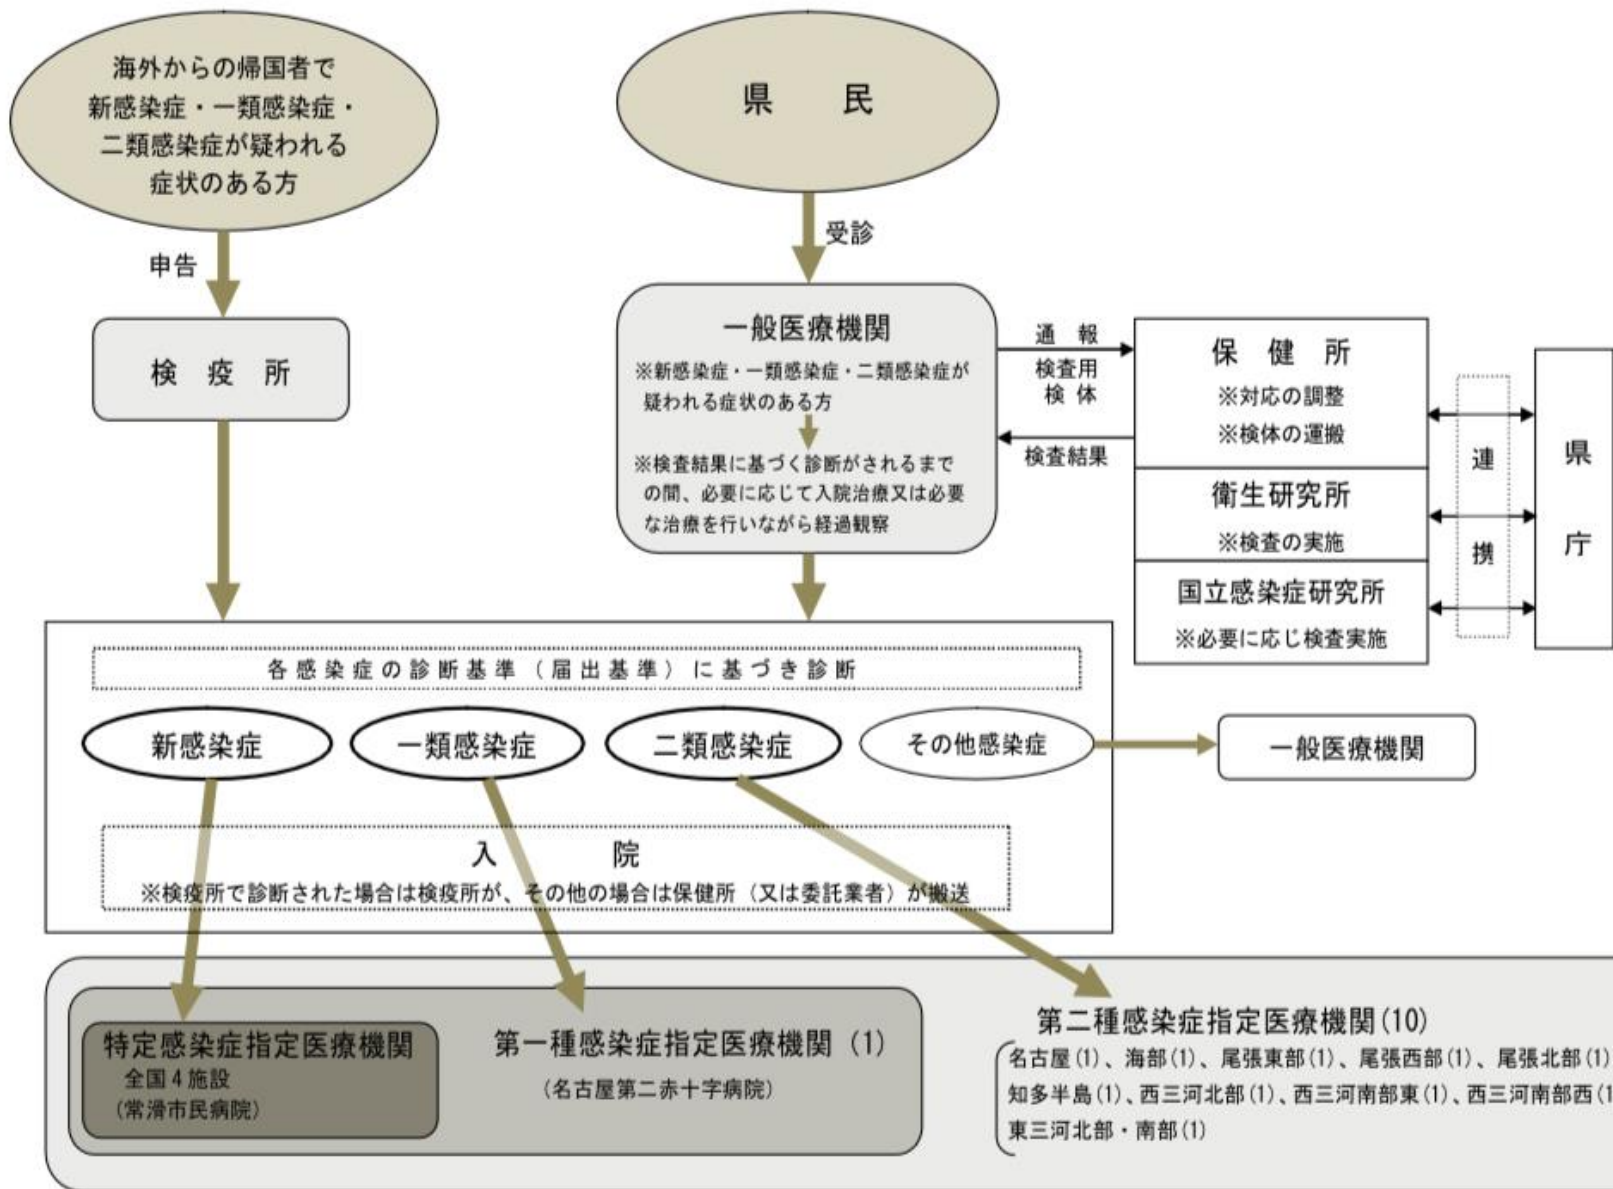 海外からの帰国者で
新感染症・一類感染症・
二類感染症が疑われる
症状のある方
県　民
申告
受診
検 疫 所
一般医療機関
※新感染症・一類感染症・二類感染症が
疑われる症状のある方
※検査結果に基づく診断がされるまで
の間、必要に応じて入院治療又は必要
な治療を行いながら経過観察
通 報
検査用
検 体
検査結果
保 健 所
※対応の調整
※検体の運搬
衛生研究所
※検査の実施
国立感染症研究所
※必要に応じ検査実施
連
携
県
庁
各感染症の診断基準（届出基準）に基づき診断
新感染症
一類感染症
二類感染症
その他感染症
一般医療機関
入　院
※検疫所で診断された場合は検疫所が、その他の場合は保健所（又は委託業者）が搬送
特定感染症指定医療機関
全国４施設
（常滑市民病院）
第一種感染症指定医療機関（1）
（名古屋第二赤十字病院）
第二種感染症指定医療機関(10)
名古屋(1)、海部(1)、尾張東部(1)、尾張西部(1)、尾張北部(1)
知多半島(1)、西三河北部(1)、西三河南部東(1)、西三河南部西(1
東三河北部・南部(1)